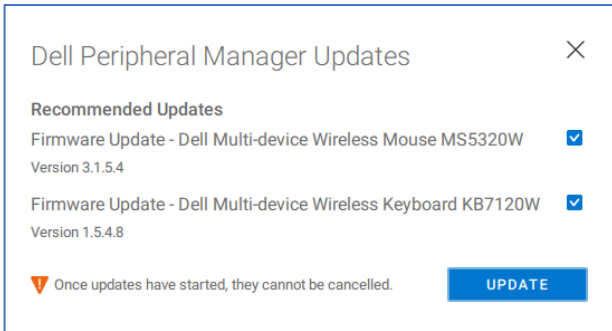 Dell Peripheral Manager Updates
Recommended Updates
Firmware Update - Dell Multi-device Wireless Mouse MS5320W
Version 3.1.5.4
Firmware Update - Dell Multi-device Wireless Keyboard KB7120W
Version 1.5.4.8
Once updates have started, they cannot be cancelled.
UPDATE